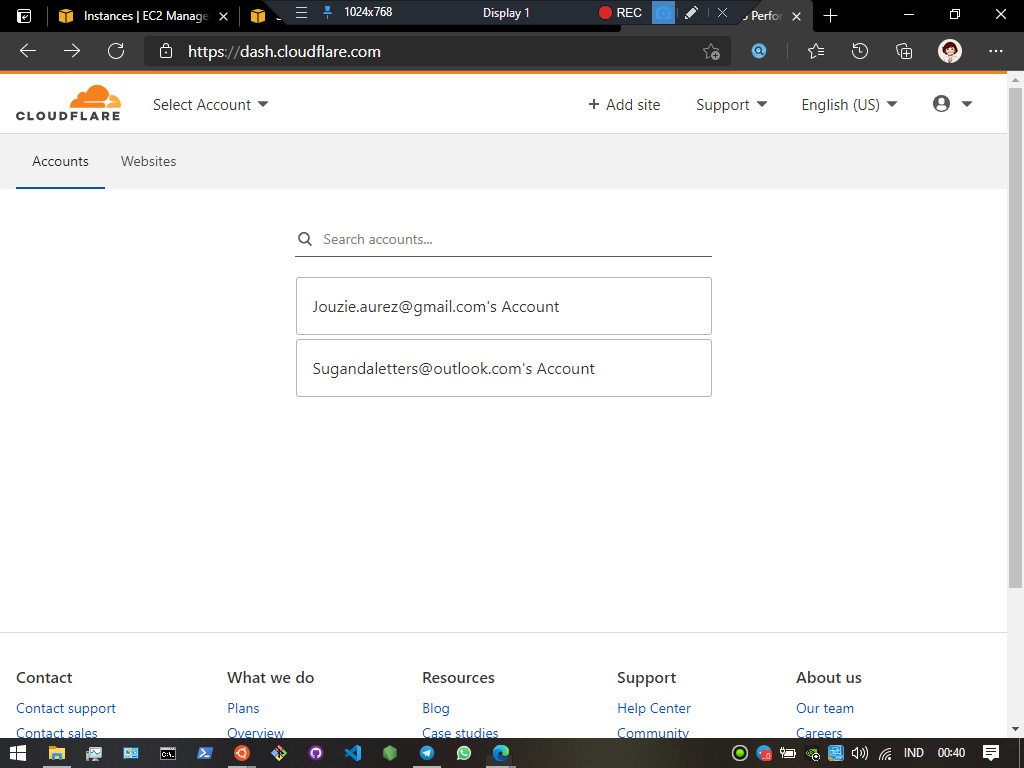 Instances | EC2 Manage
1024x768
Display 1
REC
Perfor
https://dash.cloudflare.com
CLOUDFLARE
Select Account
+ Add site
Support
English (US)
Accounts
Websites
Search accounts...
Jouzie.aurez@gmail.com's Account
Sugandaletters@outlook.com's Account
Contact
What we do
Resources
Support
About us
Contact support
Plans
Blog
Help Center
Our team
Contact sales
Overview
Case studies
Community
Careers
IND
00:40